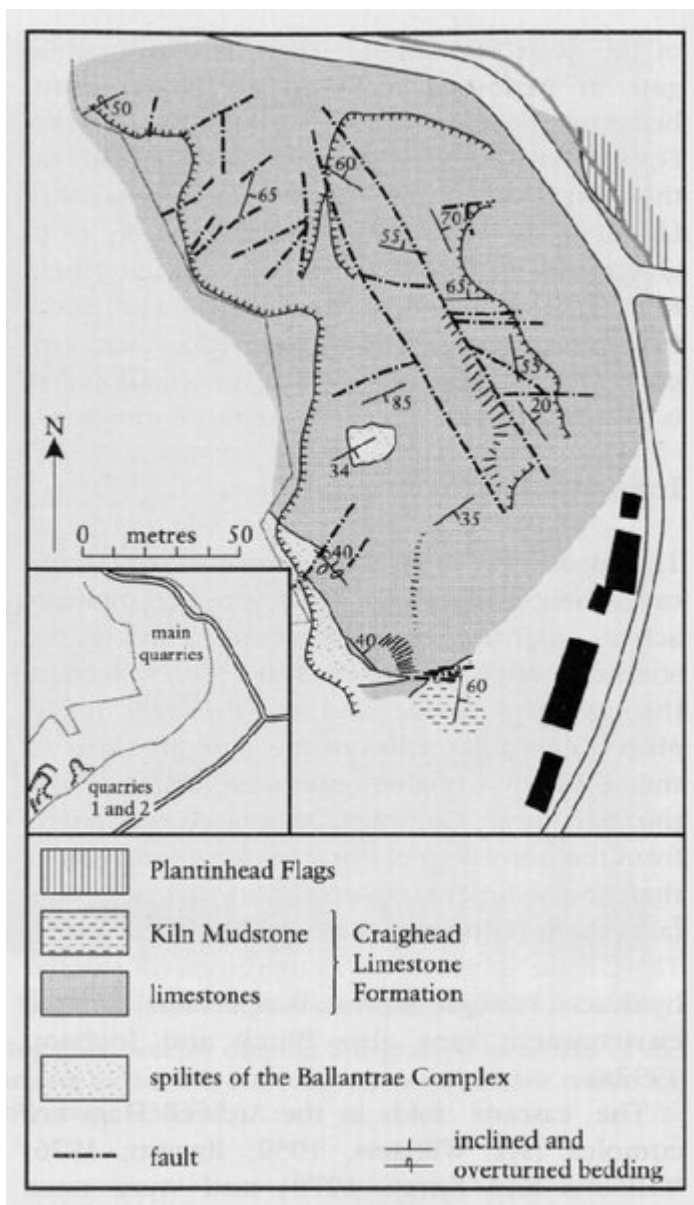 50
60
65
70
55
65
55
85
20
34
35
N
0 metres 50
40
40
60
main
quarries
quarries
1 and 2
Plantinhead Flags
Kiln Mudstone
Craighead
Limestone
Formation
limestones
spilites of the Ballantrae Complex
fault
inclined and
overturned bedding